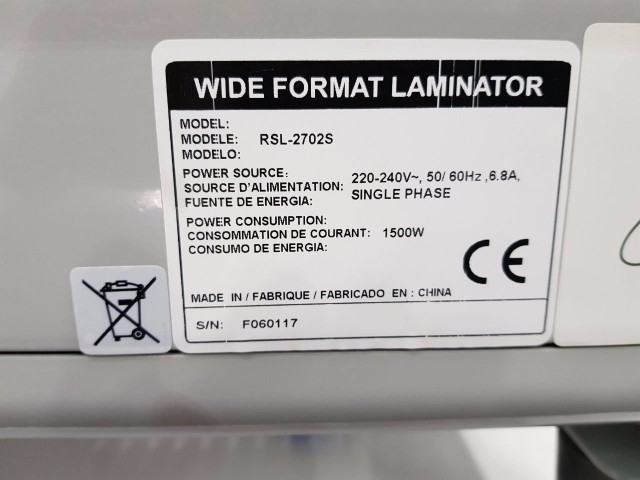 WIDE FORMAT LAMINATOR
MODEL:
MODELE: RSL-2702S
MODELO:
POWER SOURCE: 220-240V~, 50/ 60Hz ,6.8A,
SOURCE D'ALIMENTATION: SINGLE PHASE
FUENTE DE ENERGIA:
POWER CONSUMPTION:
CONSOMMATION DE COURANT: 1500W
CONSUMO DE ENERGIA:
CE
MADE IN / FABRIQUE / FABRICADO EN : CHINA
S/N: F060117